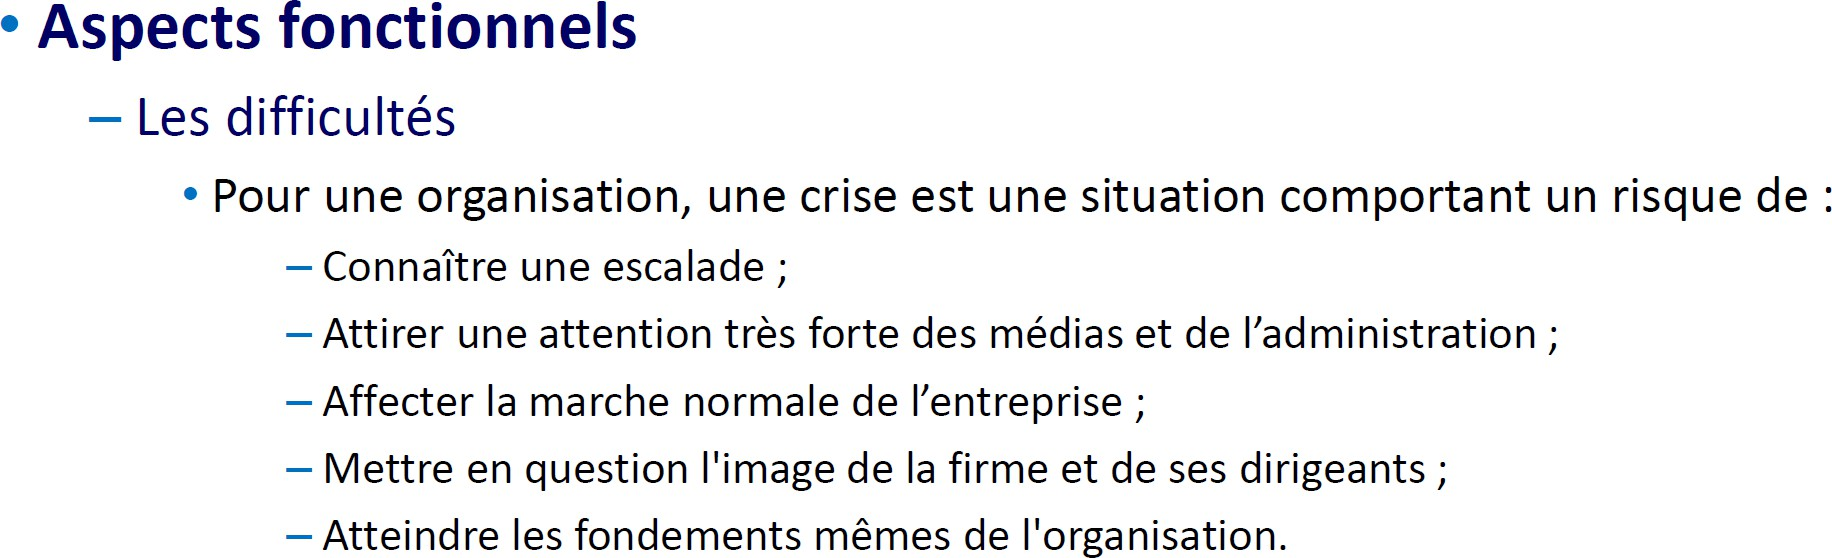 • Aspects fonctionnels
– Les difficultés
• Pour une organisation, une crise est une situation comportant un risque de :
– Connaître une escalade ;
– Attirer une attention très forte des médias et de l’administration ;
– Affecter la marche normale de l’entreprise ;
– Mettre en question l'image de la firme et de ses dirigeants ;
– Atteindre les fondements mêmes de l'organisation.